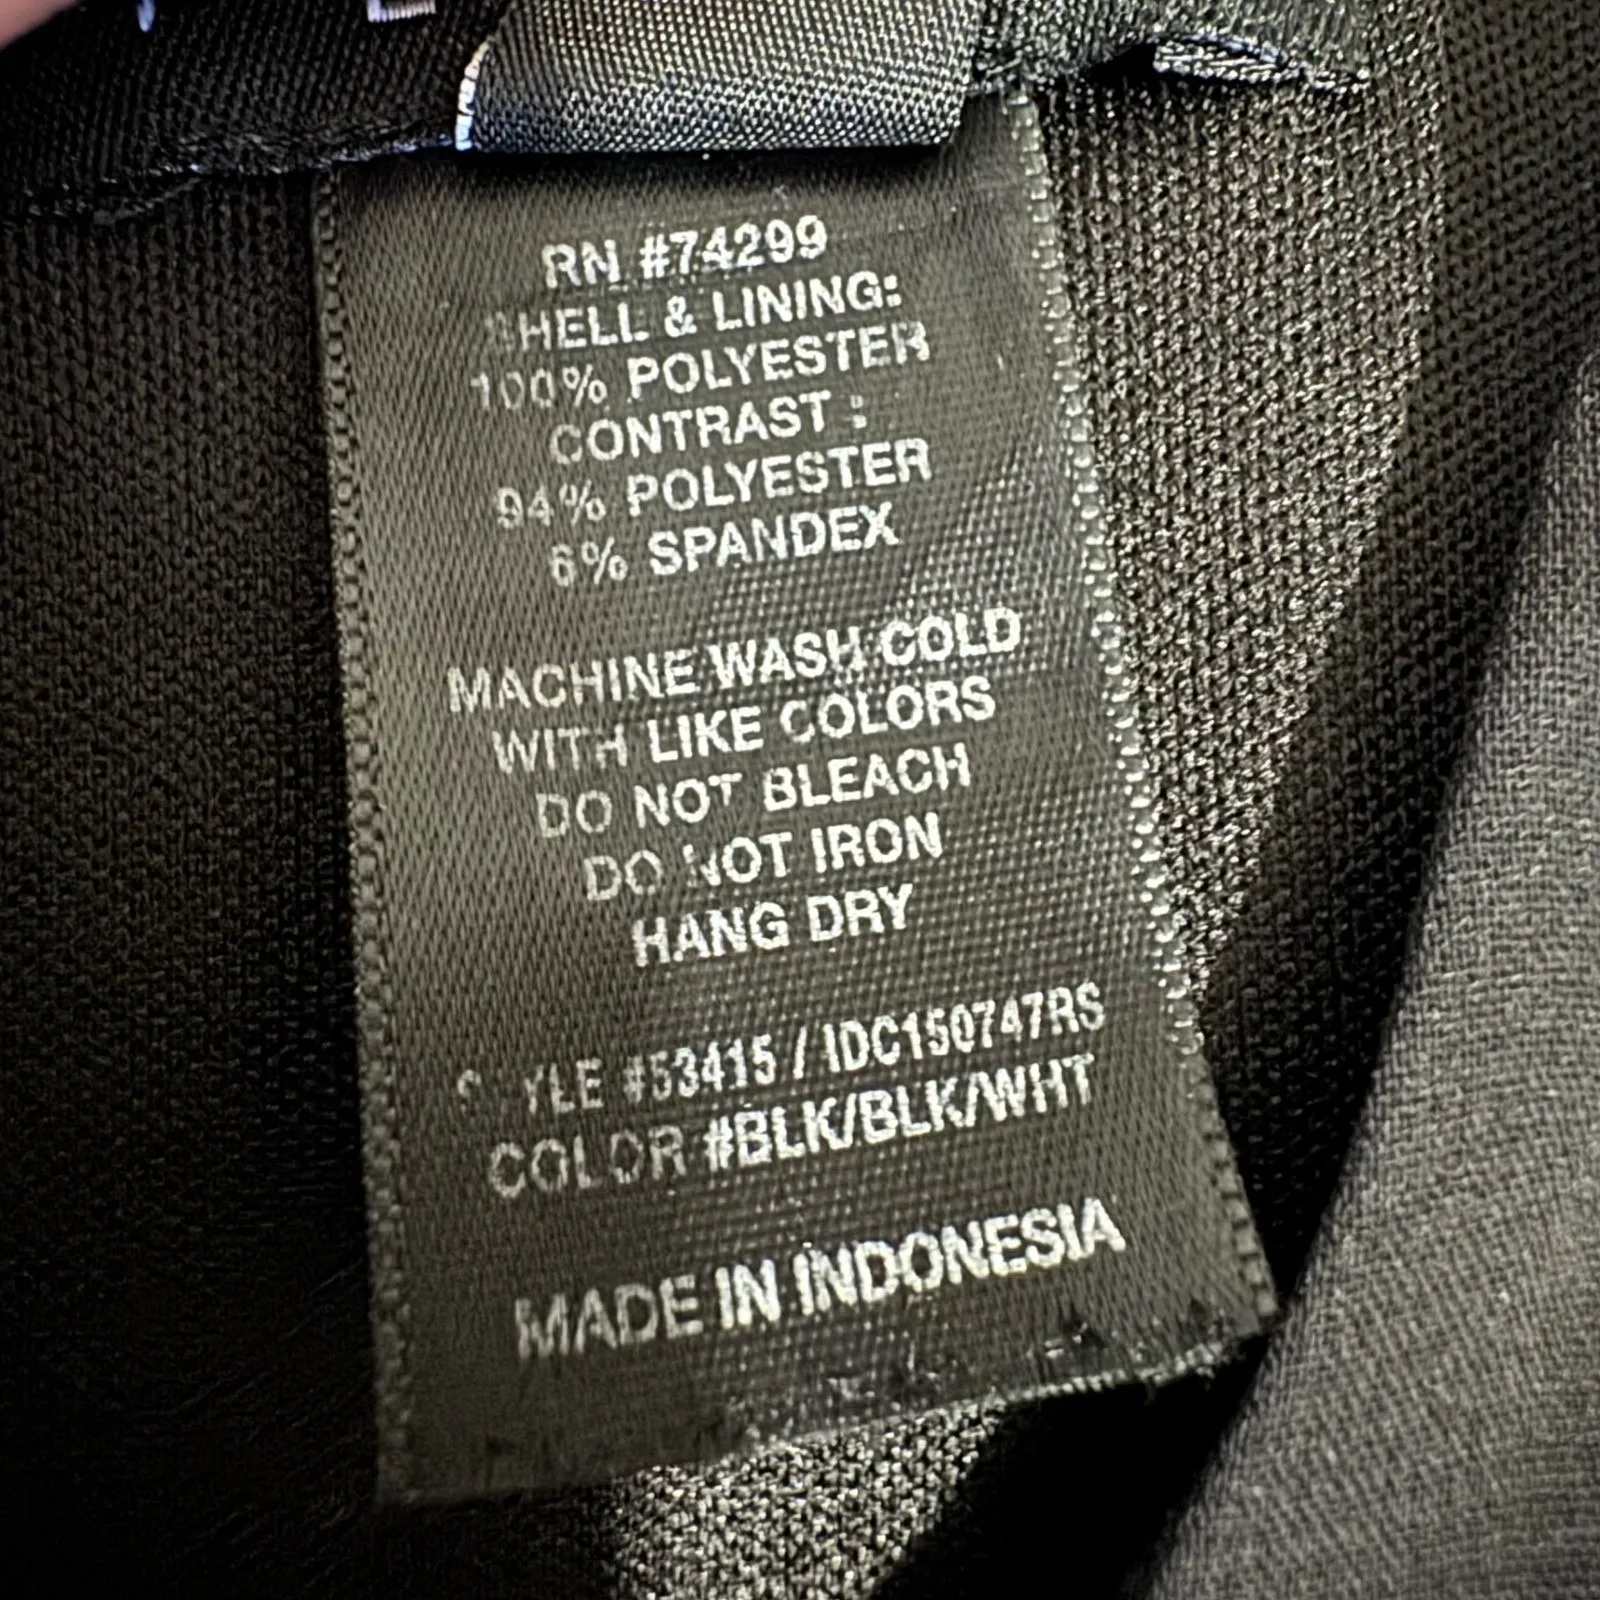 RN #74299
SHELL & LINING:
100% POLYESTER
CONTRAST :
94% POLYESTER
6% SPANDEX
MACHINE WASH COLD
WITH LIKE COLORS
DO NOT BLEACH
DO NOT IRON
HANG DRY
STYLE #53415 / IDC150747RS
COLOR #BLK/BLK/WHT
MADE IN INDONESIA